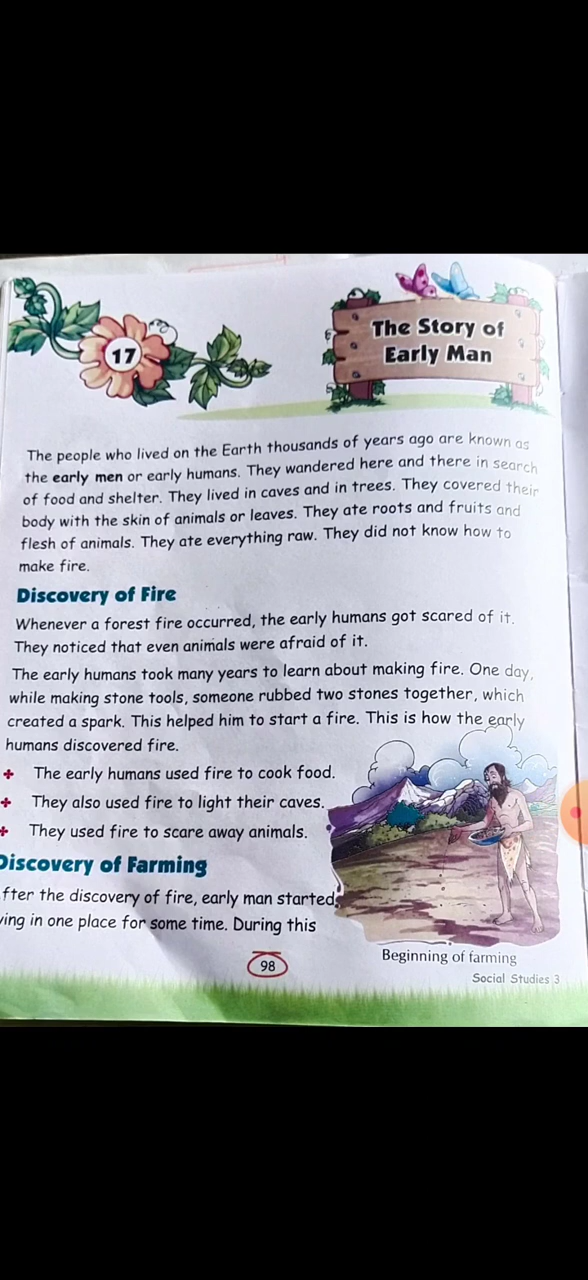 17
The Story of
Early Man
The people who lived on the Earth thousands of years ago are known as
the early men or early humans. They wandered here and there in search
of food and shelter. They lived in caves and in trees. They covered their
body with the skin of animals or leaves. They ate roots and fruits and
flesh of animals. They ate everything raw. They did not know how to
make fire.
Discovery of Fire
Whenever a forest fire occurred, the early humans got scared of it.
They noticed that even animals were afraid of it.
The early humans took many years to learn about making fire. One day,
while making stone tools, someone rubbed two stones together, which
created a spark. This helped him to start a fire. This is how the early
humans discovered fire.
+ The early humans used fire to cook food.
+ They also used fire to light their caves.
+ They used fire to scare away animals.
Discovery of Farming
fter the discovery of fire, early man started
ving in one place for some time. During this
Beginning of farming
98
Social Studies 3